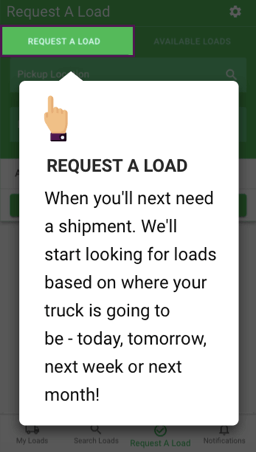 Request A Load
REQUEST A LOAD
AVAILABLE LOADS
Pickup Location
REQUEST A LOAD
When you'll next need
a shipment. We'll
start looking for loads
based on where your
truck is going to
be - today, tomorrow,
next week or next
month!
My Loads
Search Loads
Request A Load
Notifications